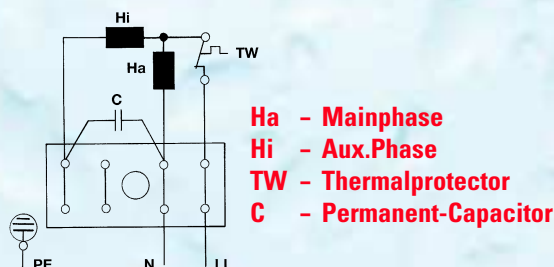 Hi
TW
Ha
C
Ha – Mainphase
Hi – Aux.Phase
TW – Thermalprotector
C – Permanent-Capacitor
PE N